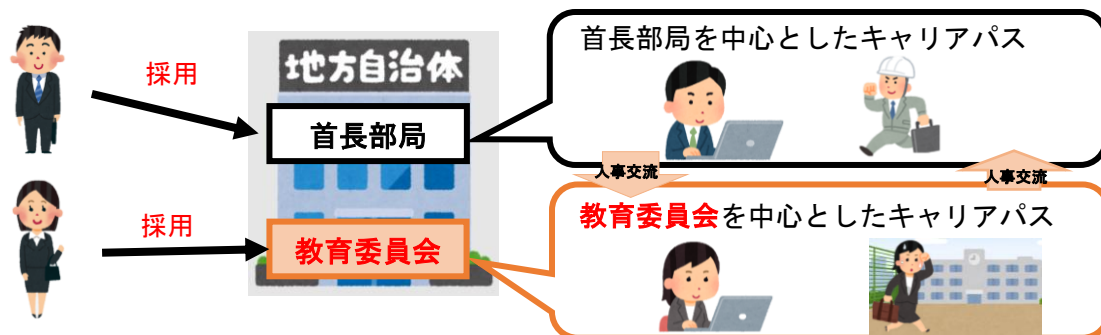 採用
地方自治体
首長部局
首長部局を中心としたキャリアパス
人事交流
人事交流
採用
教育委員会
教育委員会を中心としたキャリアパス